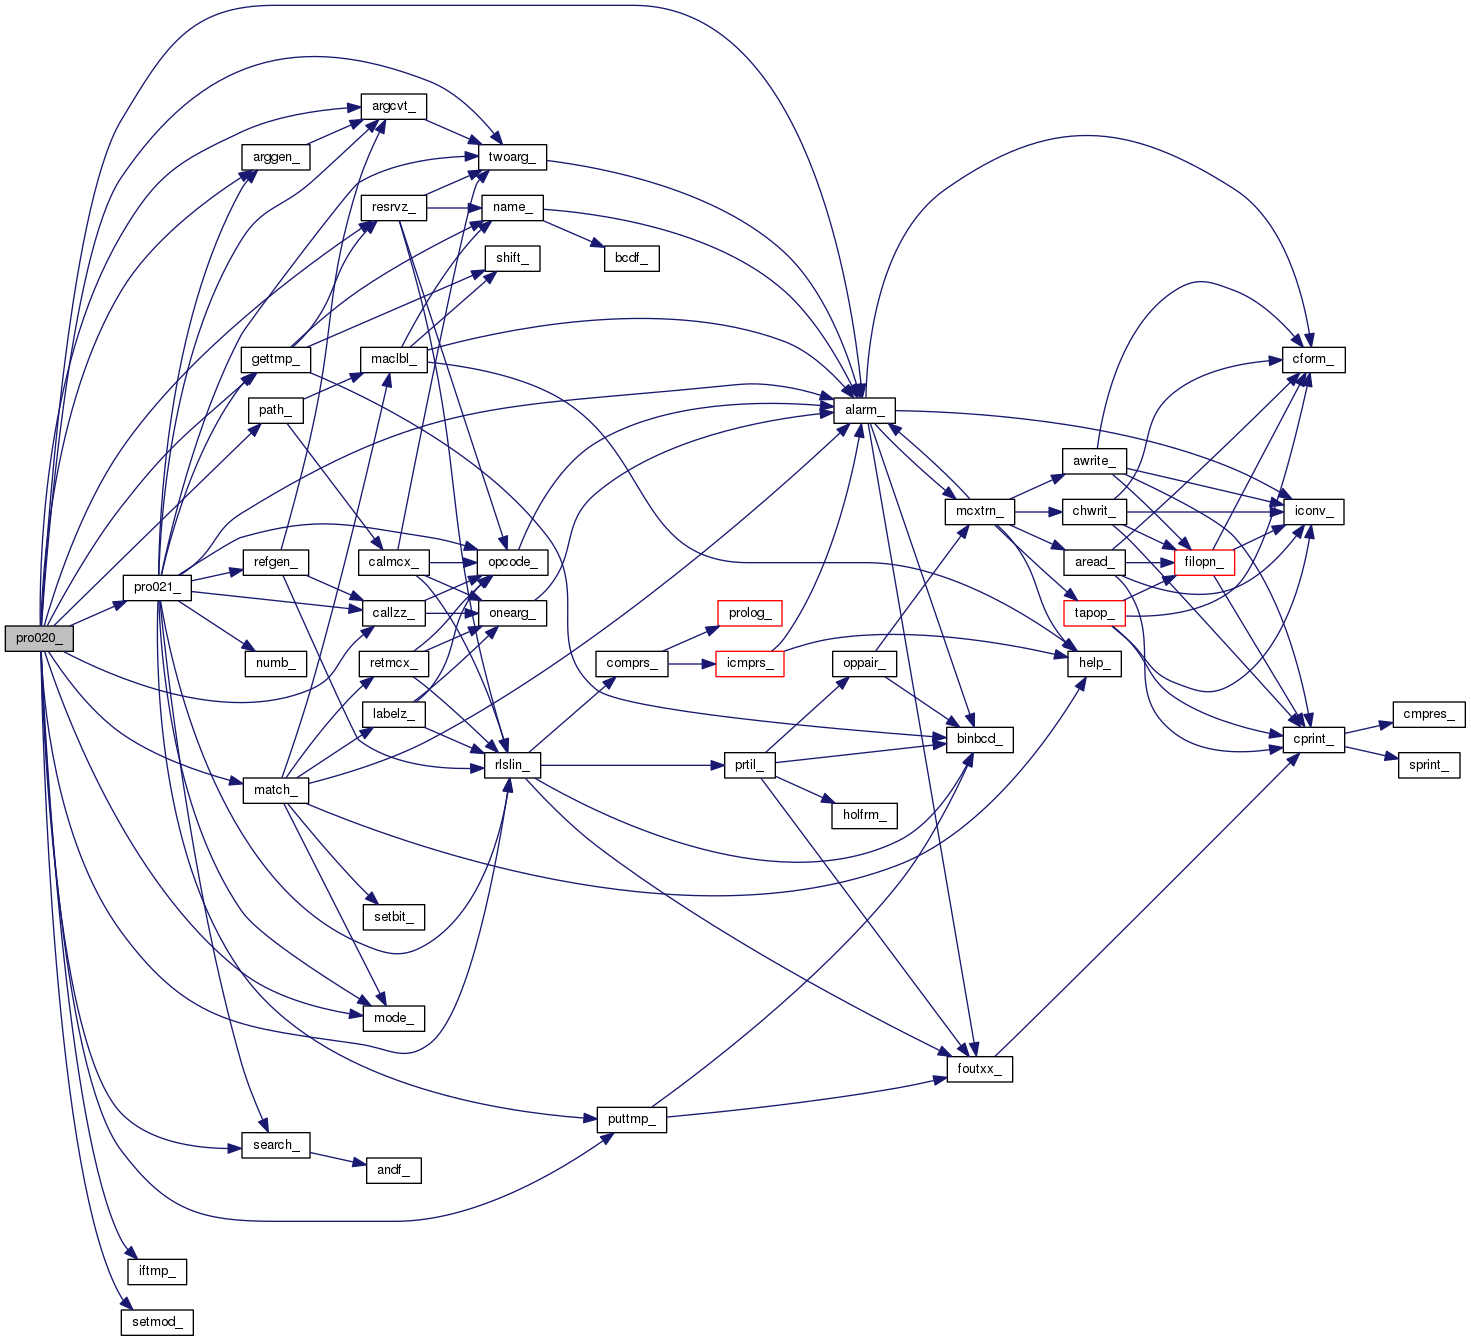 argcvt_
arggen_
twoarg_
resrvz_
name_
shift_
bcdf_
gettmp_
maclbl_
cform_
path_
alarm_
awrite_
mcxtrn_
chwrit_
iconv_
pro021_
refgen_
calmcx_
opcode_
aread_
filopn_
callzz_
onearg_
prolog_
tapop_
pro020_
numb_
retmcx_
comprs_
icmprs_
oppair_
help_
labelz_
cmpres_
binbcd_
cprint_
rlslin_
prtil_
sprint_
match_
holfrm_
setbit_
mode_
foutxx_
puttmp_
search_
andf_
iftmp_
setmod_